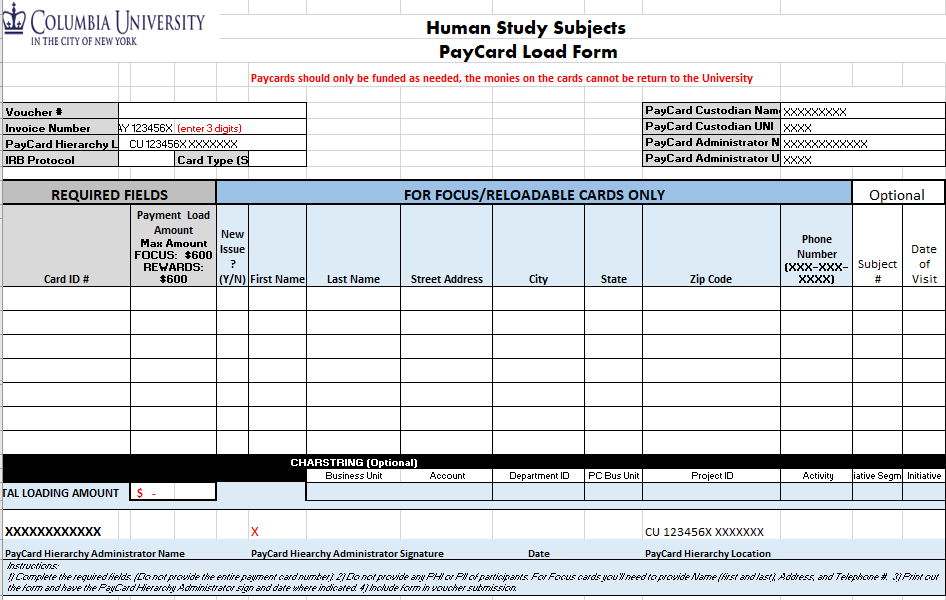 COLUMBIA UNIVERSITY
IN THE CITY OF NEW YORK
Human Study Subjects
PayCard Load Form
Paycards should only be funded as needed, the monies on the cards cannot be return to the University
Voucher #
Invoice Number AY 123456X (enter 3 digits)
PayCard Hierarchy L CU 123456X XXXXXXX
IRB Protocol Card Type (S
PayCard Custodian Nam XXXXXXXXX
PayCard Custodian UNI XXXX
PayCard Administrator N XXXXXXXXXXXX
PayCard Administrator U XXXX
REQUIRED FIELDS FOR FOCUS/RELOADABLE CARDS ONLY Optional
Card ID #
Payment Load
Amount
Max Amount
FOCUS: $600
REWARDS:
$600
New
Issue
?
(Y/N)
First Name
Last Name
Street Address
City
State
Zip Code
Phone
Number
(XXX-XXX-
XXXX)
Subject
#
Date
of
Visit
CHARSTRING (Optional)
Business Unit Account Department ID PC Bus Unit Project ID Activity iative Segm Initiative
TAL LOADING AMOUNT $ -
XXXXXXXXXXXX X CU 123456X XXXXXXX
PayCard Hierarchy Administrator Name PayCard Hiearchy Administrator Signature Date PayCard Hierarchy Location
Instructions:
1) Complete the required fields. (Do not provide the entire payment card number). 2) Do not provide any PHI or PII of participants. For Focus cards you'll need to provide Name (first and last), Address, and Telephone #. 3) Print out
the form and have the PayCard Hierarchy Administrator sign and date where indicated. 4) Include form in voucher submission.